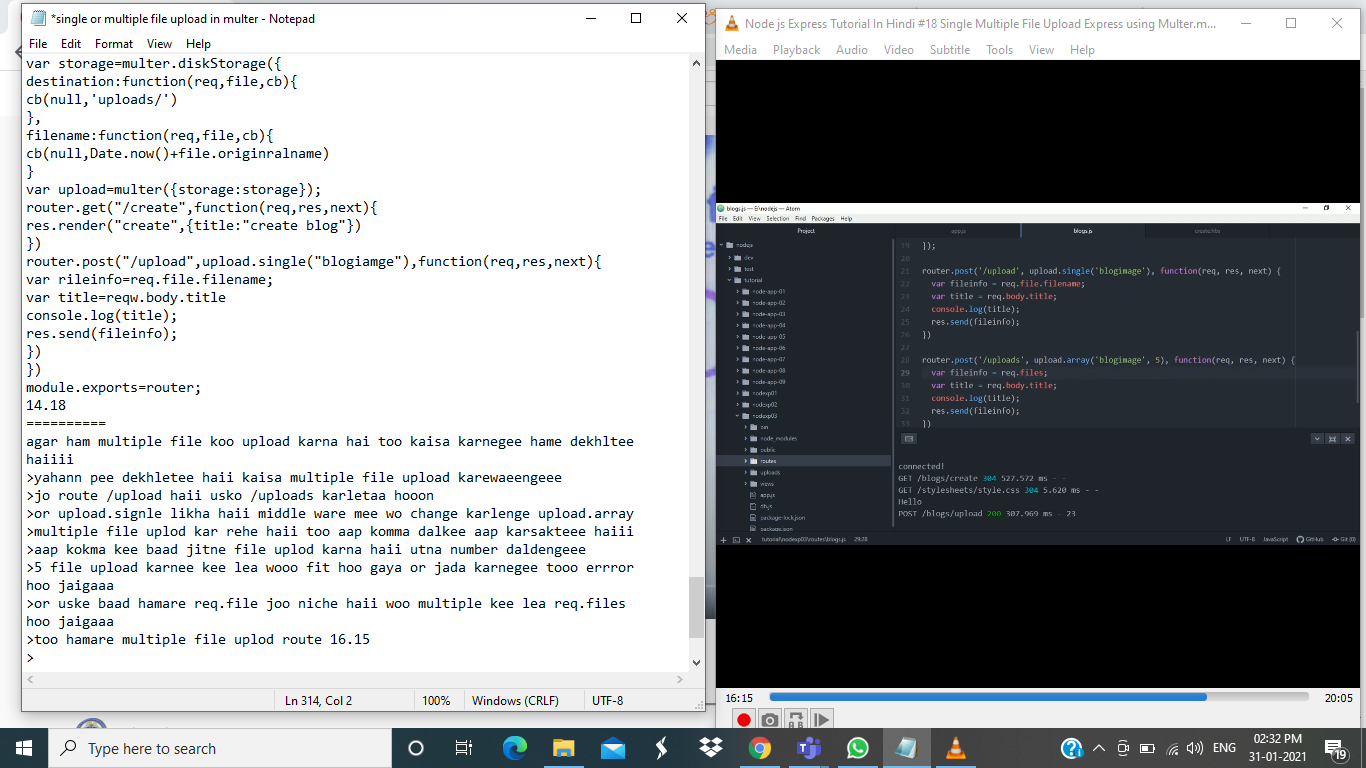 *single or multiple file upload in multer - Notepad
File Edit Format View Help
var storage=multer.diskStorage({
destination:function(req,file,cb){
cb(null,'uploads/')
},
filename:function(req,file,cb){
cb(null,Date.now()+file.originralname)
}
var upload=multer({storage:storage});
router.get("/create",function(req,res,next){
res.render("create",{title:"create blog"})
})
router.post("/upload",upload.single("blogiamge"),function(req,res,next){
var rileinfo=req.file.filename;
var title=reqw.body.title
console.log(title);
res.send(fileinfo);
})
})
module.exports=router;
14.18
==========
agar ham multiple file koo upload karna hai too kaisa karnegee hame dekhltee
haiiii
>yahann pee dekhletee haii kaisa multiple file upload karewaeengeee
>jo route /upload haii usko /uploads karletaa hooon
>or upload.signle likha haii middle ware mee wo change karlenge upload.array
>multiple file uplod kar rehe haii too aap komma dalkee aap karsakteee haiii
>aap kokma kee baad jitne file uplod karna haii utna number daldengeee
>5 file upload karnee kee lea wooo fit hoo gaya or jada karnegee tooo errror
hoo jaigaaa
>or uske baad hamare req.file joo niche haii woo multiple kee lea req.files
hoo jaigaaa
>too hamare multiple file uplod route 16.15
>
Ln 314, Col 2 100% Windows (CRLF) UTF-8
Node js Express Tutorial In Hindi #18 Single Multiple File Upload Express using Multer.m...
Media Playback Audio Video Subtitle Tools View Help
blogs.js — E:\nodejs — Atom
File Edit View Selection Find Packages Help
Project
app.js blogs.js create.hbs
nodejs
dev
test
tutorial
node-app-01
node-app-02
node-app-03
node-app-04
node-app-05
node-app-06
node-app-07
node-app-08
node-app-09
nodexp01
nodexp02
nodexp03
bin
node_modules
public
routes
uploads
views
app.js
db.js
package-lock.json
package.json
19 });
20
21 router.post('/upload', upload.single('blogimage'), function(req, res, next) {
22 var fileinfo = req.file.filename;
23 var title = req.body.title;
24 console.log(title);
25 res.send(fileinfo);
26 })
27
28 router.post('/uploads', upload.array('blogimage', 5), function(req, res, next) {
29 var fileinfo = req.files;
30 var title = req.body.title;
31 console.log(title);
32 res.send(fileinfo);
33 })
connected!
GET /blogs/create 304 527.572 ms - -
GET /stylesheets/style.css 304 5.620 ms - -
Hello
POST /blogs/upload 200 307.969 ms - 23
tutorial\nodexp03\routes\blogs.js 29:28 LF UTF-8 JavaScript GitHub Git (0)
16:15 20:05
Type here to search
ENG
02:32 PM
31-01-2021
19